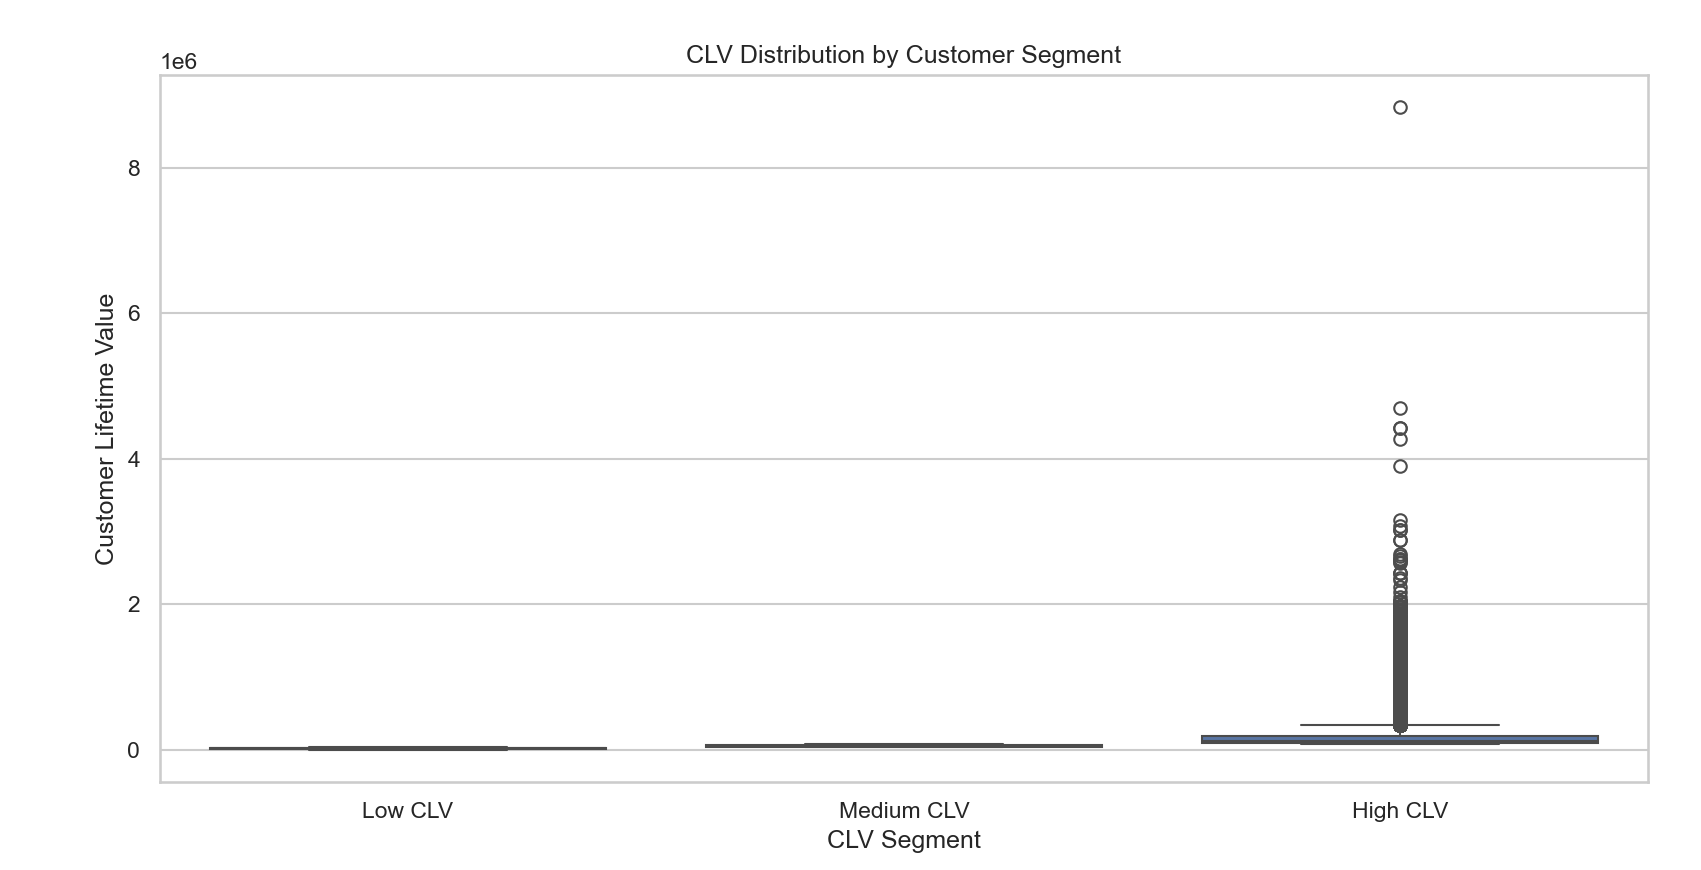 CLV Distribution by Customer Segment
1e6
8
6
4
2
0
Customer Lifetime Value
Low CLV
Medium CLV
High CLV
CLV Segment